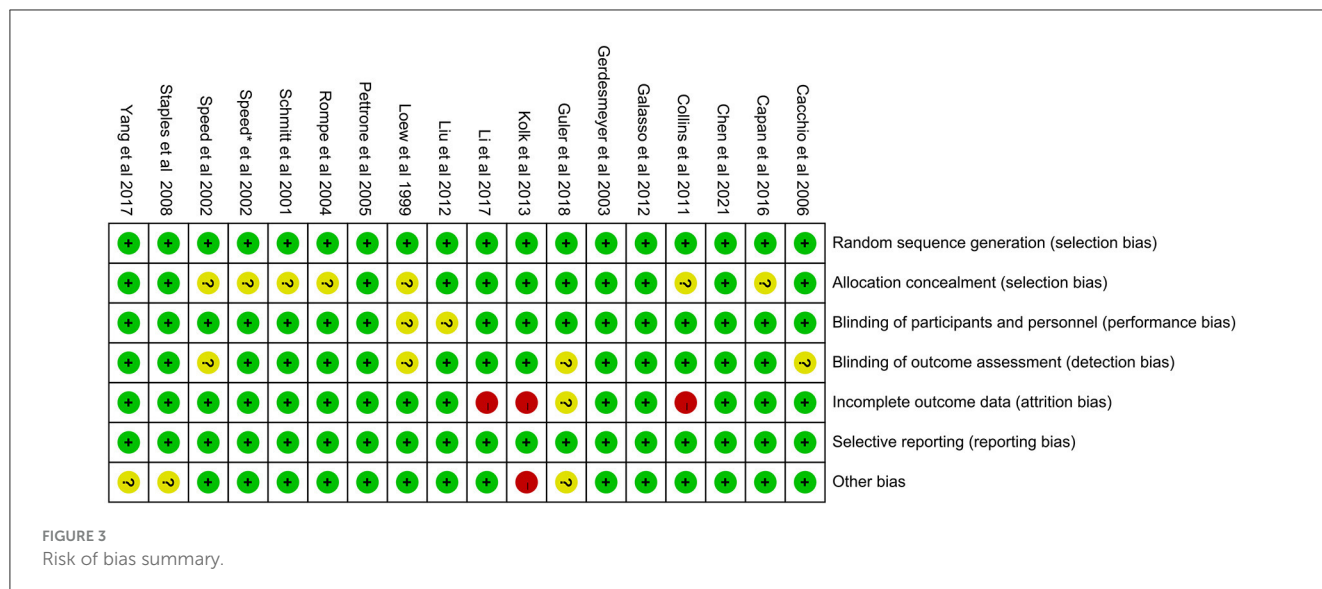 Yang et al 2017
Staples et al 2008
Speed et al 2002
Speed* et al 2002
Schmitt et al 2001
Rompe et al 2004
Pettrone et al 2005
Loew et al 1999
Liu et al 2012
Li et al 2017
Kolk et al 2013
Guler et al 2018
Gerdesmeyer et al 2003
Galasso et al 2012
Collins et al 2011
Chen et al 2021
Capan et al 2016
Cacchio et al 2006
+ + + + + + + + + + + + + + + + + + Random sequence generation (selection bias)
+ + ? ? ? ? + ? + + + + + + ? + ? + Allocation concealment (selection bias)
+ + + + + + + ? ? + + + + + + + + + Blinding of participants and personnel (performance bias)
+ + ? + + + + ? + + + ? + + + + + ? Blinding of outcome assessment (detection bias)
+ + + + + + + + + - - ? + + - + + + Incomplete outcome data (attrition bias)
+ + + + + + + + + + + + + + + + + + Selective reporting (reporting bias)
? ? + + + + + + + + - ? + + + + + + Other bias
FIGURE 3
Risk of bias summary.